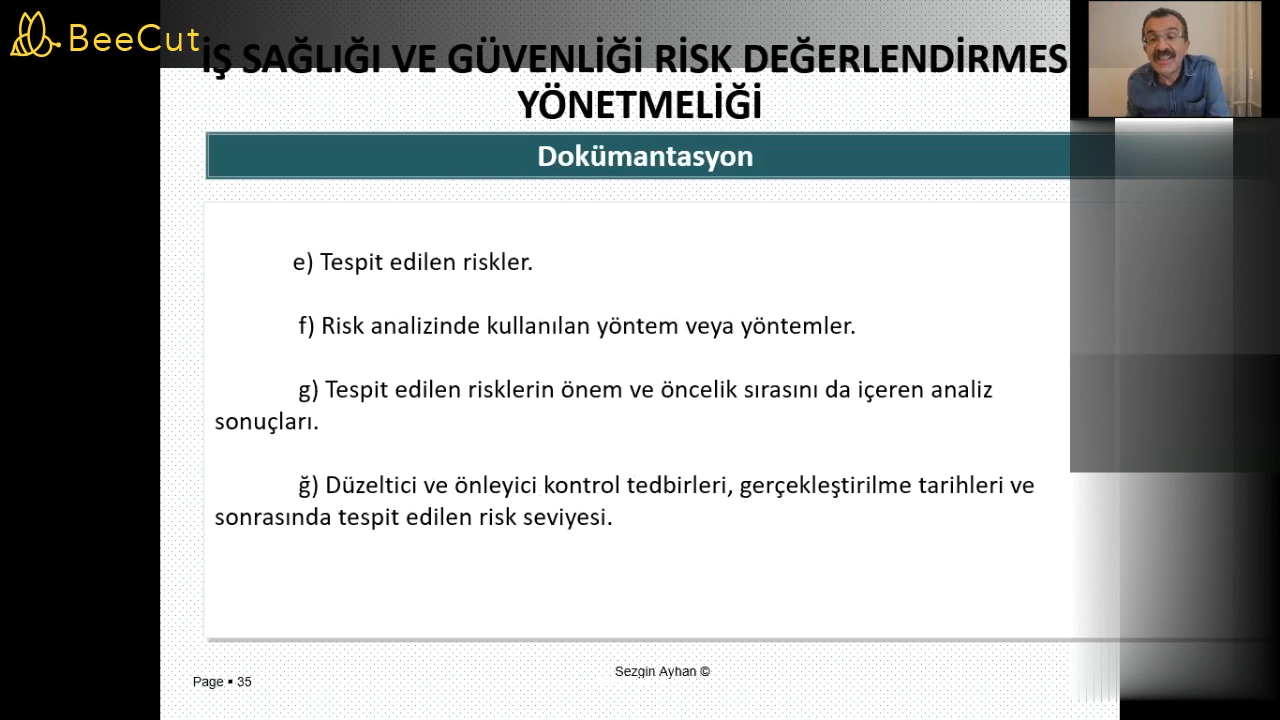 BeeCut
İŞ SAĞLIĞI VE GÜVENLİĞİ RİSK DEĞERLENDİRMES
YÖNETMELİĞİ
Dokümantasyon
e) Tespit edilen riskler.
f) Risk analizinde kullanılan yöntem veya yöntemler.
g) Tespit edilen risklerin önem ve öncelik sırasını da içeren analiz
sonuçları.
ğ) Düzeltici ve önleyici kontrol tedbirleri, gerçekleştirilme tarihleri ve
sonrasında tespit edilen risk seviyesi.
Sezgin Ayhan ©
Page ▪ 35